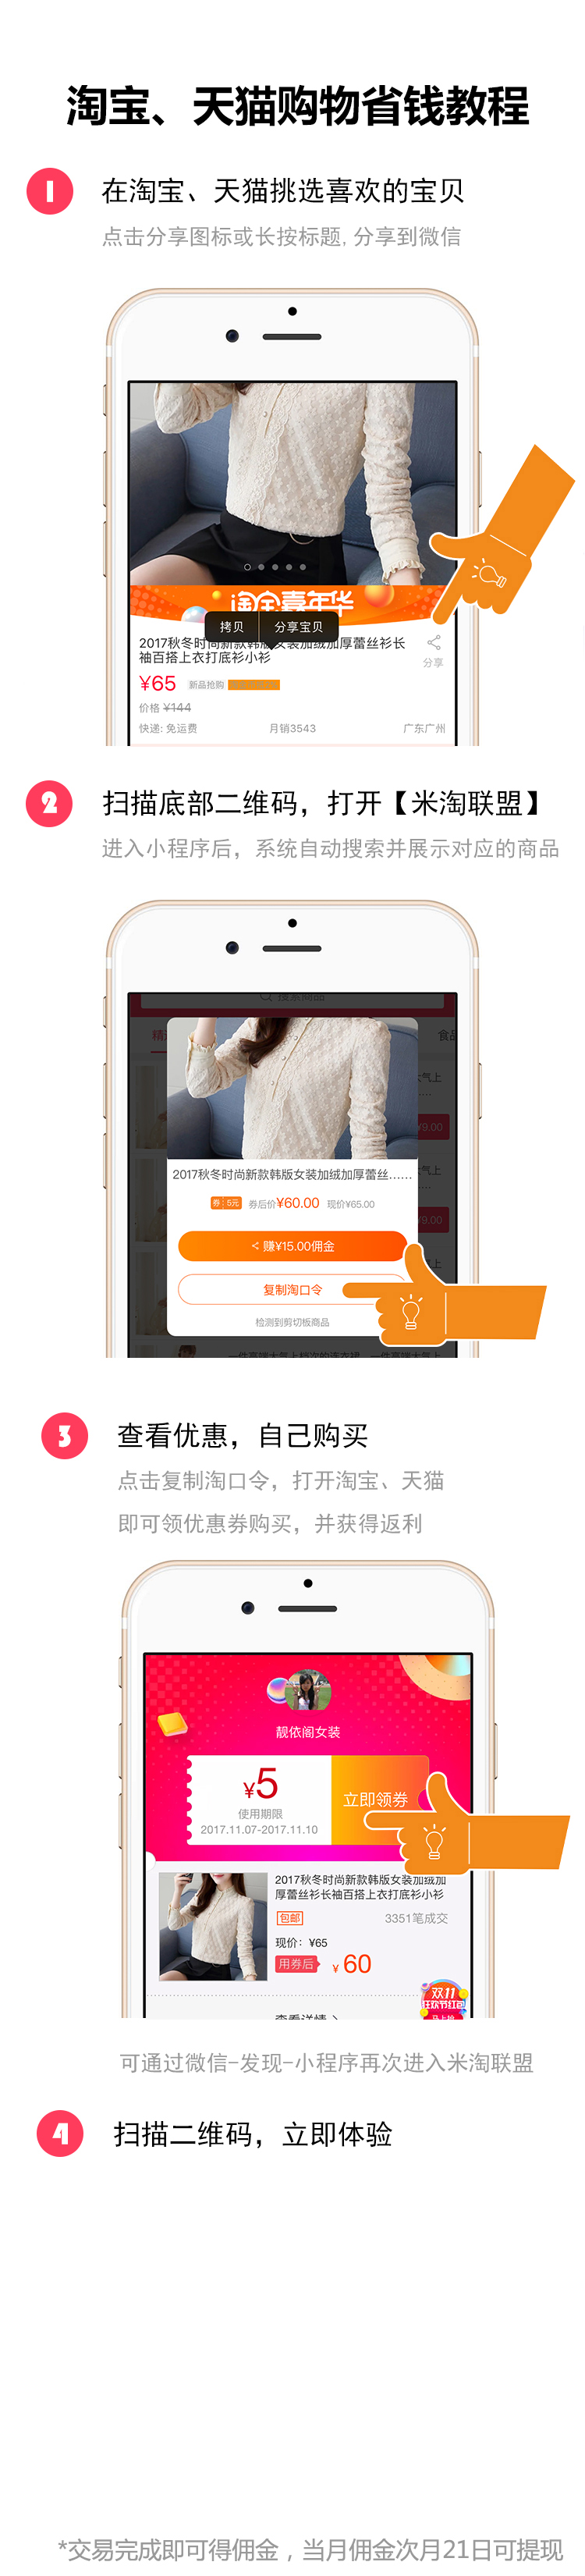 淘宝、天猫购物省钱教程
1 在淘宝、天猫挑选喜欢的宝贝
点击分享图标或长按标题, 分享到微信
淘宝嘉年华
拷贝 分享宝贝
2017秋冬时尚新款韩版女装加绒加厚蕾丝衫长
袖百搭上衣打底衫小衫
分享
¥65 新品抢购
价格 ¥144
快递: 免运费 月销3543 广东广州
2 扫描底部二维码，打开【米淘联盟】
进入小程序后，系统自动搜索并展示对应的商品
搜索商品
2017秋冬时尚新款韩版女装加绒加厚蕾丝……
券: 5元 券后价¥60.00 现价¥65.00
赚¥15.00佣金
复制淘口令
检测到剪切板商品
3 查看优惠，自己购买
点击复制淘口令，打开淘宝、天猫
即可领优惠券购买，并获得返利
靓依阁女装
¥5
使用期限
2017.11.07-2017.11.10
立即领券
2017秋冬时尚新款韩版女装加绒加
厚蕾丝衫长袖百搭上衣打底衫小衫
包邮 3351笔成交
现价：¥65
用券后 ¥ 60
双11
狂欢节红包
查看详情 >
可通过微信-发现-小程序再次进入米淘联盟
4 扫描二维码，立即体验
*交易完成即可得佣金，当月佣金次月21日可提现